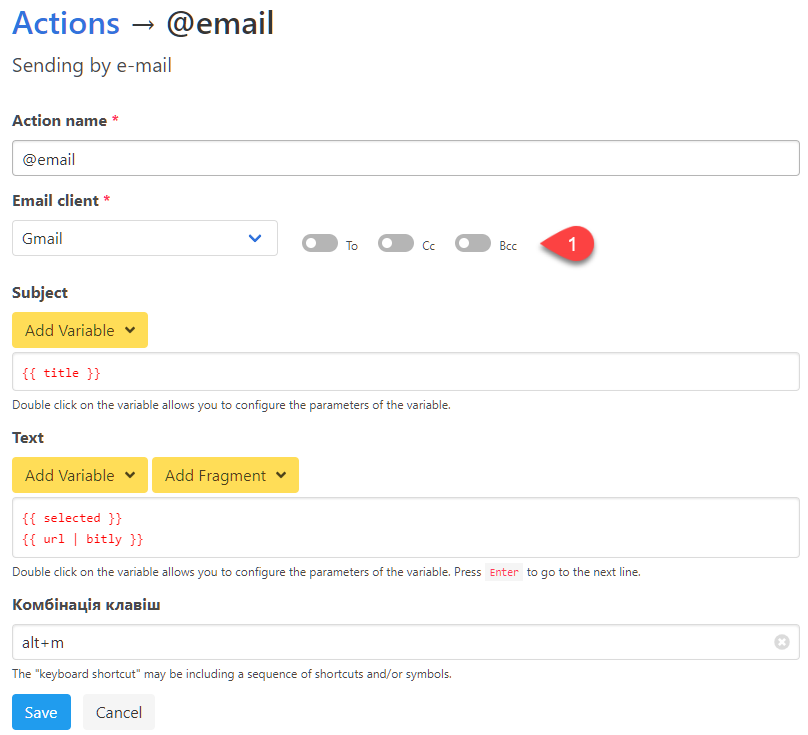 Actions → @email
Sending by e-mail
Action name *
@email
Email client *
Gmail To Cc Bcc 1
Subject
Add Variable
{{ title }}
Double click on the variable allows you to configure the parameters of the variable.
Text
Add Variable Add Fragment
{{ selected }}
{{ url | bitly }}
Double click on the variable allows you to configure the parameters of the variable. Press Enter to go to the next line.
Комбінація клавіш
alt+m
The "keyboard shortcut" may be including a sequence of shortcuts and/or symbols.
Save Cancel